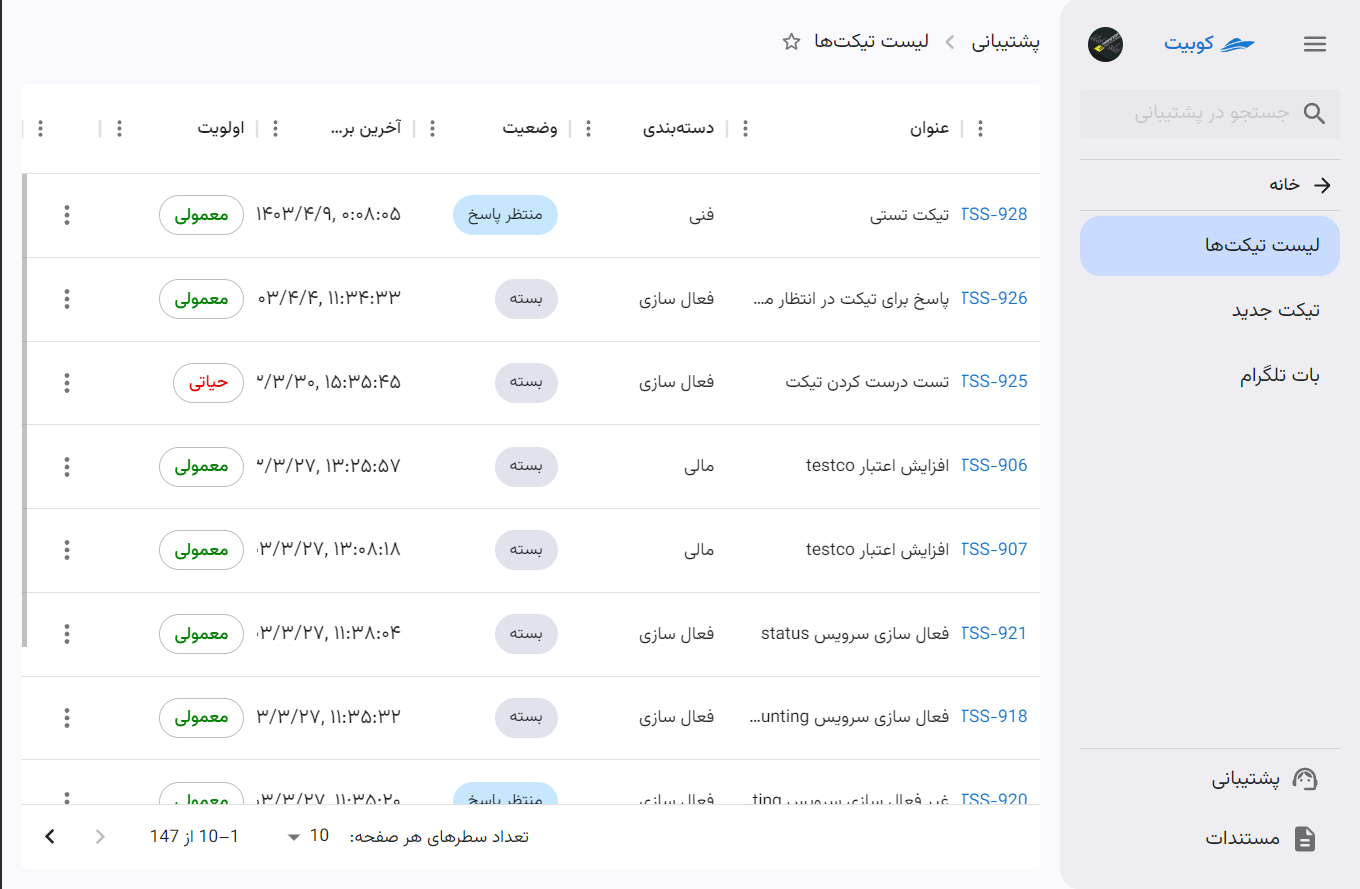 کوبیت
جستجو در پشتیبانی
خانه
لیست تیکت‌ها
تیکت جدید
بات تلگرام
پشتیبانی
مستندات
پشتیبانی لیست تیکت‌ها
عنوان دسته‌بندی وضعیت آخرین بر... اولویت
TSS-928 تیکت تستی فنی منتظر پاسخ ۱۴۰۳/۴/۹, ۰:۰۸:۰۵ معمولی
TSS-926 پاسخ برای تیکت در انتظار م... فعال سازی بسته ۰۳/۴/۴, ۱۱:۳۴:۳۳ معمولی
TSS-925 تست درست کردن تیکت فعال سازی بسته ۳/۳/۳۰, ۱۵:۳۵:۴۵ حیاتی
TSS-906 افزایش اعتبار testco مالی بسته ۳/۳/۲۷, ۱۳:۲۵:۵۷ معمولی
TSS-907 افزایش اعتبار testco مالی بسته ۰۳/۳/۲۷, ۱۳:۰۸:۱۸ معمولی
TSS-921 فعال سازی سرویس status فعال سازی بسته ۰۳/۳/۲۷, ۱۱:۳۸:۰۴ معمولی
TSS-918 فعال سازی سرویس unting... فعال سازی بسته ۳/۳/۲۷, ۱۱:۳۵:۳۲ معمولی
TSS-920 غیر فعال سازی سرویس ting... فعال سازی منتظر پاسخ ۰۳/۳/۲۷, ۱۱:۳۵:۲۰ معمولی
تعداد سطرهای هر صفحه: 10 1–10 از 147